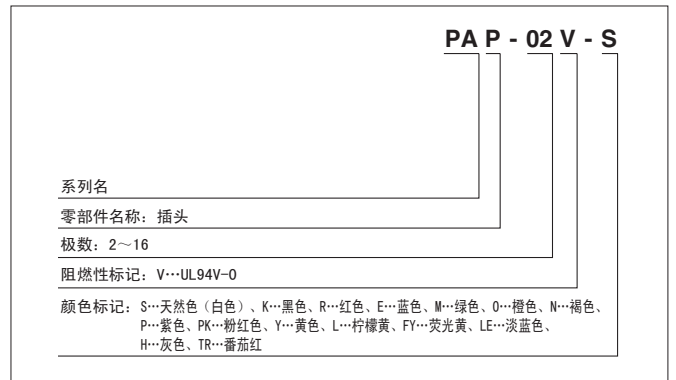 PA P - 02 V - S
系列名
零部件名称：插头
极数：2～16
阻燃性标记：V…UL94V-0
颜色标记：S…天然色（白色）、K…黑色、R…红色、E…蓝色、M…绿色、O…橙色、N…褐色、
P…紫色、PK…粉红色、Y…黄色、L…柠檬黄、FY…荧光黄、LE…淡蓝色、
H…灰色、TR…番茄红